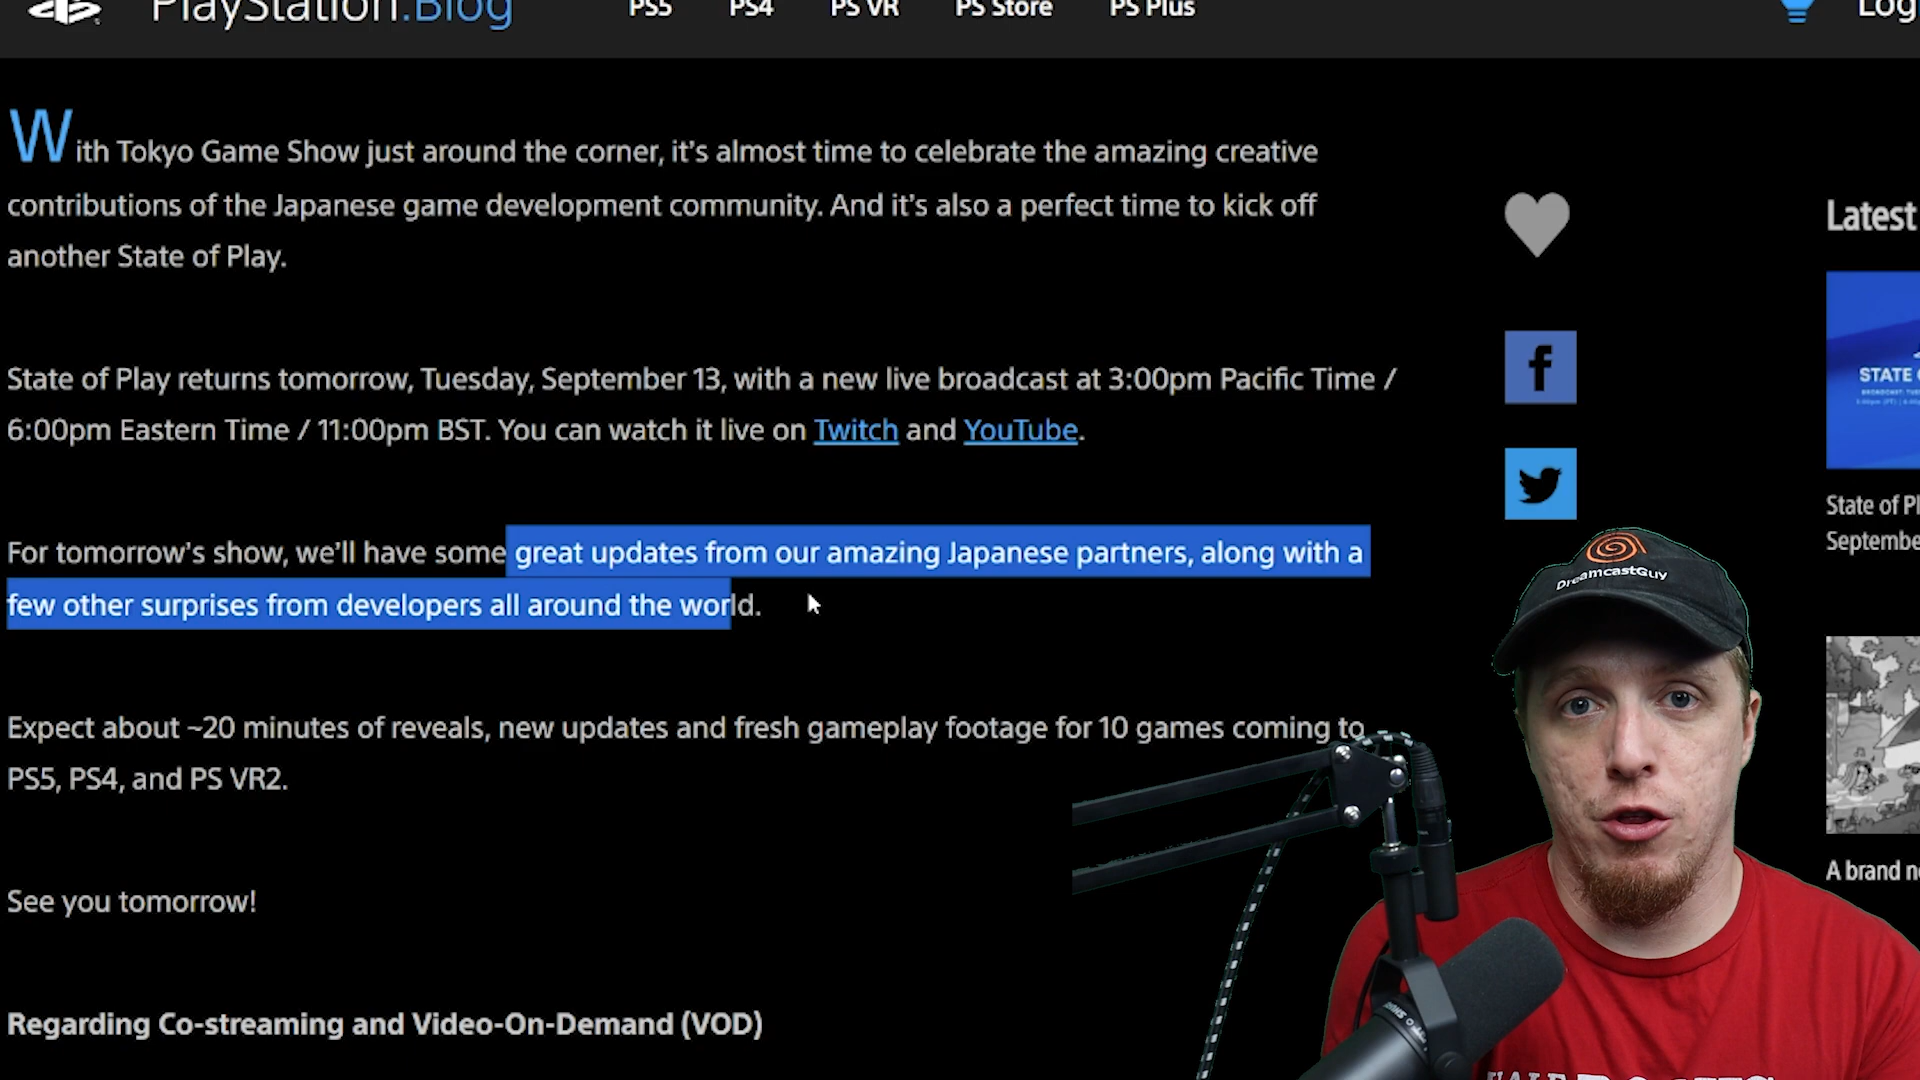 PlayStation.Blog PS5 PS4 PS VR PS Store PS Plus
With Tokyo Game Show just around the corner, it's almost time to celebrate the amazing creative
contributions of the Japanese game development community. And it's also a perfect time to kick off
another State of Play.
State of Play returns tomorrow, Tuesday, September 13, with a new live broadcast at 3:00pm Pacific Time /
6:00pm Eastern Time / 11:00pm BST. You can watch it live on Twitch and YouTube.
For tomorrow's show, we'll have some great updates from our amazing Japanese partners, along with a
few other surprises from developers all around the world.
Expect about ~20 minutes of reveals, new updates and fresh gameplay footage for 10 games coming to
PS5, PS4, and PS VR2.
See you tomorrow!
Regarding Co-streaming and Video-On-Demand (VOD)
Latest
STATE
State of
A brand
DreamcastGuy